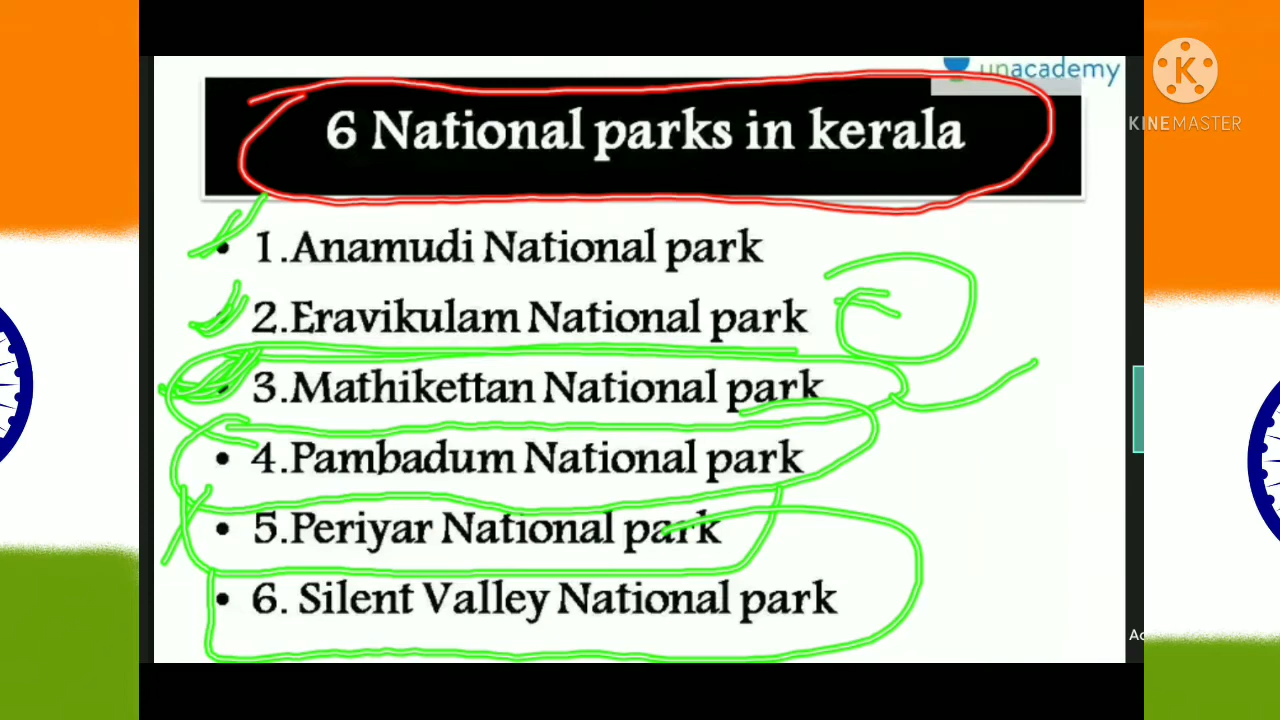 unacademy
KINEMASTER
6 National parks in kerala
• 1.Anamudi National park
• 2.Eravikulam National park
• 3.Mathikettan National park
• 4.Pambadum National park
• 5.Periyar National park
• 6. Silent Valley National park